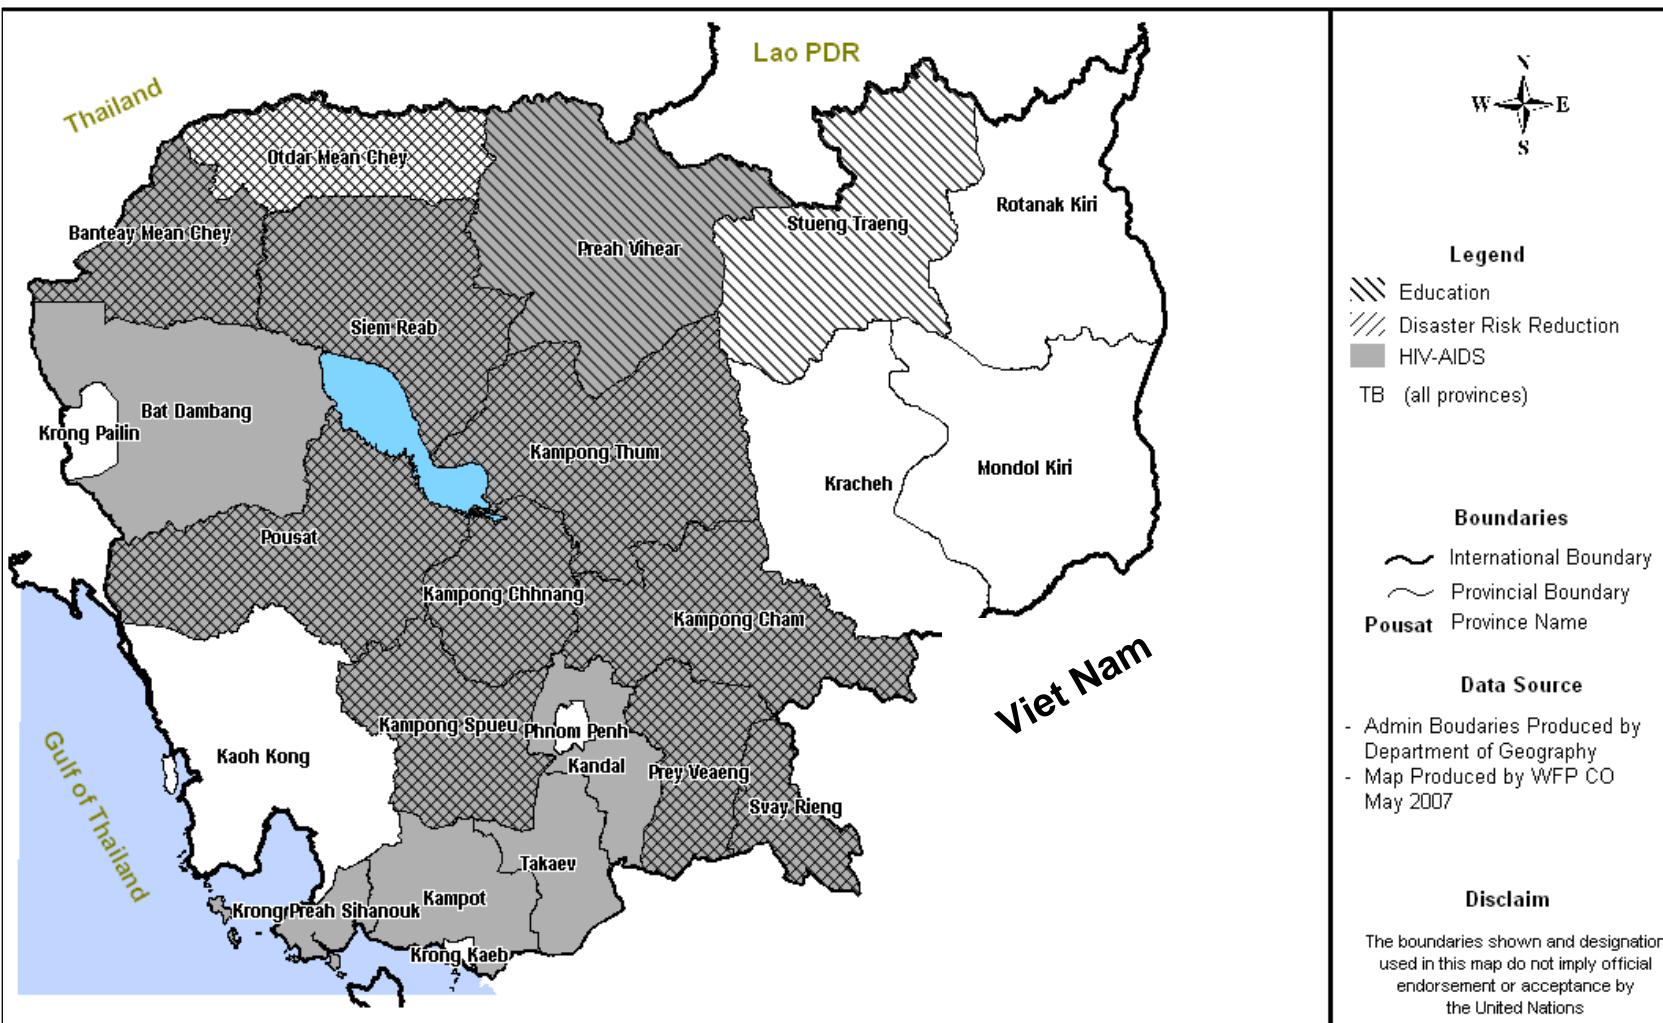 Lao PDR
Thailand
Otdar Mean Chey
Rotanak Kiri
Stueng Traeng
Banteay Mean Chey
Preah Vihear
Siem Reab
Bat Dambang
Krong Pailin
Kampong Thum
Mondol Kiri
Kracheh
Pousat
Kampong Chhnang
Kampong Cham
Viet Nam
Kampong Spueu
Phnom Penh
Kaoh Kong
Kandal
Prey Veaeng
Svay Rieng
Gulf of Thailand
Takaev
Kampot
Krong Preah Sihanouk
Krong Kaeb
N
W E
S
Legend
Education
Disaster Risk Reduction
HIV-AIDS
TB (all provinces)
Boundaries
International Boundary
Provincial Boundary
Pousat Province Name
Data Source
- Admin Boudaries Produced by
Department of Geography
- Map Produced by WFP CO
May 2007
Disclaim
The boundaries shown and designation
used in this map do not imply official
endorsement or acceptance by
the United Nations